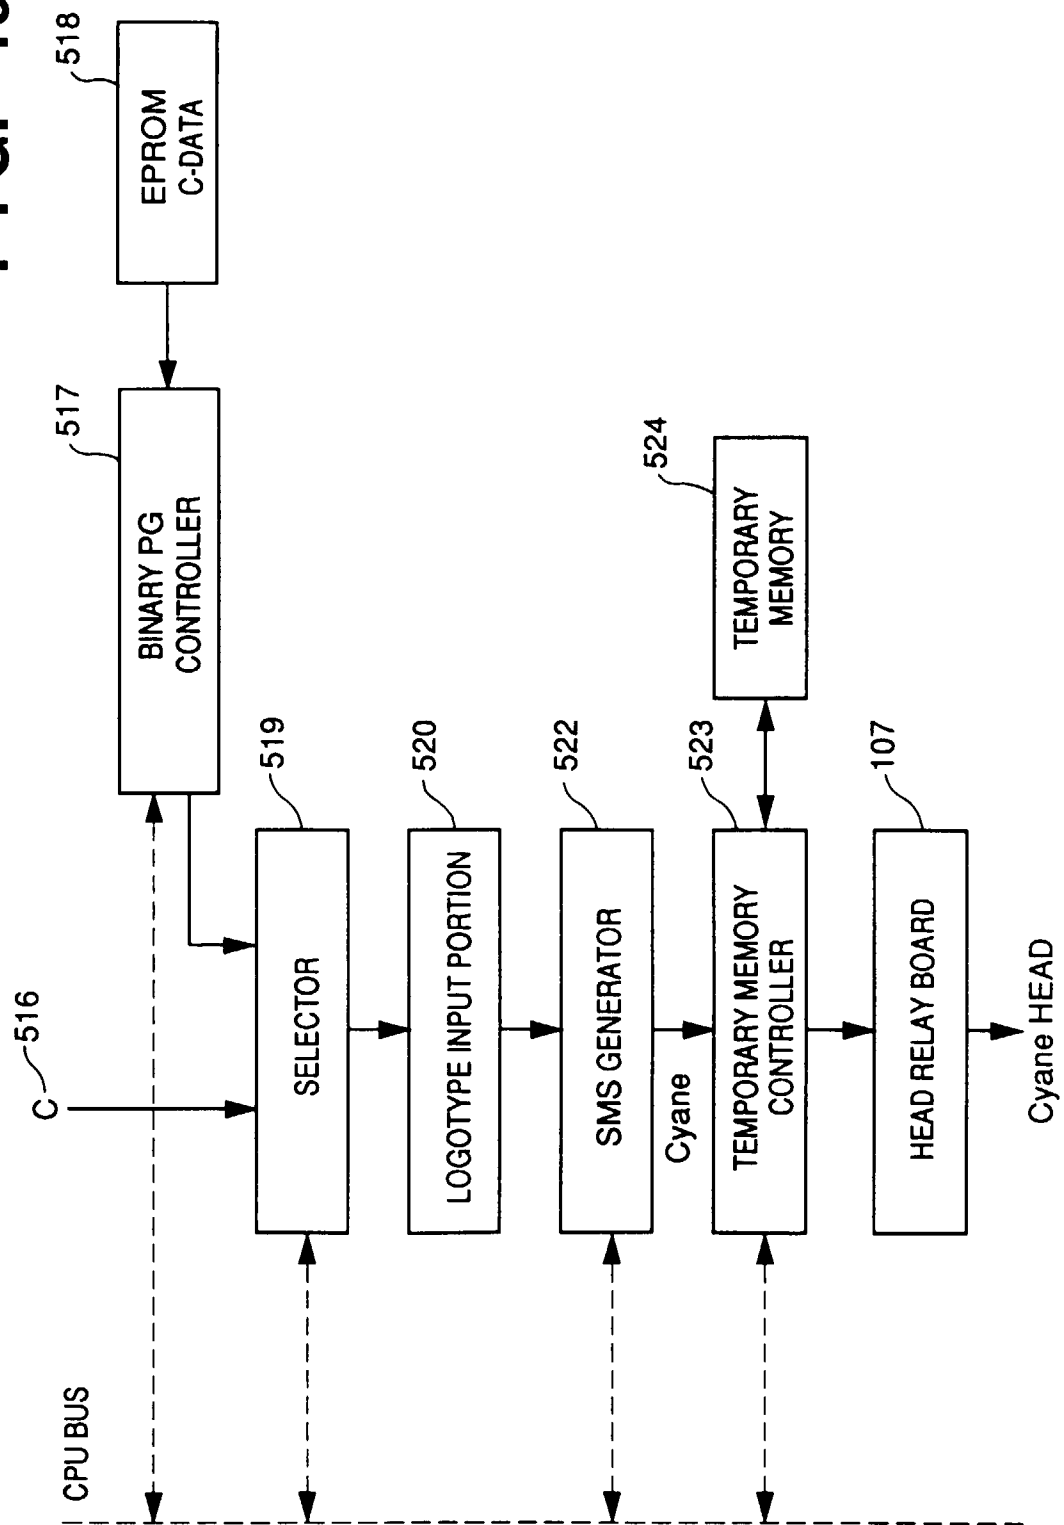 518
EPROM
C-DATA
517
BINARY PG
CONTROLLER
C
516
519
SELECTOR
520
LOGOTYPE INPUT PORTION
522
SMS GENERATOR
Cyane
523
TEMPORARY MEMORY
CONTROLLER
524
TEMPORARY
MEMORY
107
HEAD RELAY BOARD
Cyane HEAD
CPU BUS